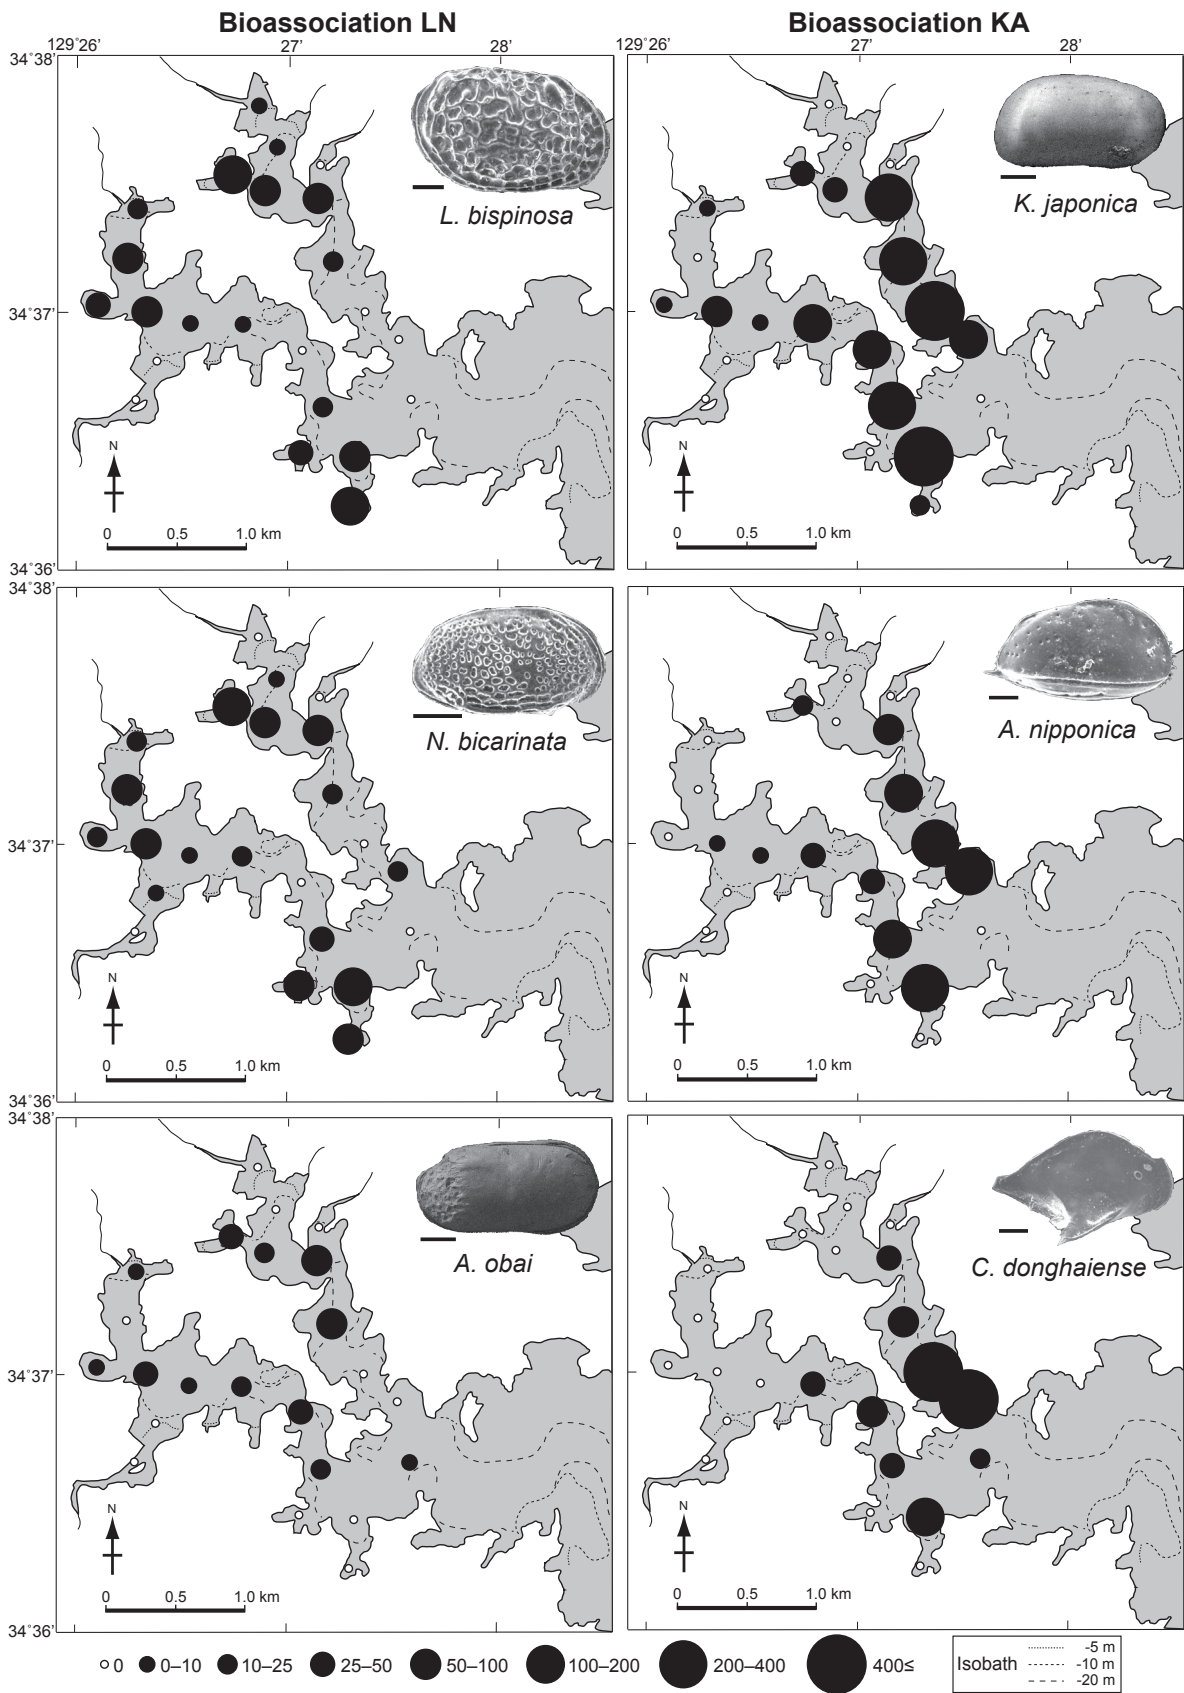 Bioassociation LN
Bioassociation KA
129˚26'
27'
28'
129˚26'
27'
28'
34˚38'
L. bispinosa
K. japonica
34˚37'
N
0
0.5
1.0 km
N
0
0.5
1.0 km
34˚36'
34˚38'
N. bicarinata
A. nipponica
34˚37'
N
0
0.5
1.0 km
N
0
0.5
1.0 km
34˚36'
34˚38'
A. obai
C. donghaiense
34˚37'
N
0
0.5
1.0 km
N
0
0.5
1.0 km
34˚36'
0
0–10
10–25
25–50
50–100
100–200
200–400
400≤
Isobath
-5 m
-10 m
-20 m